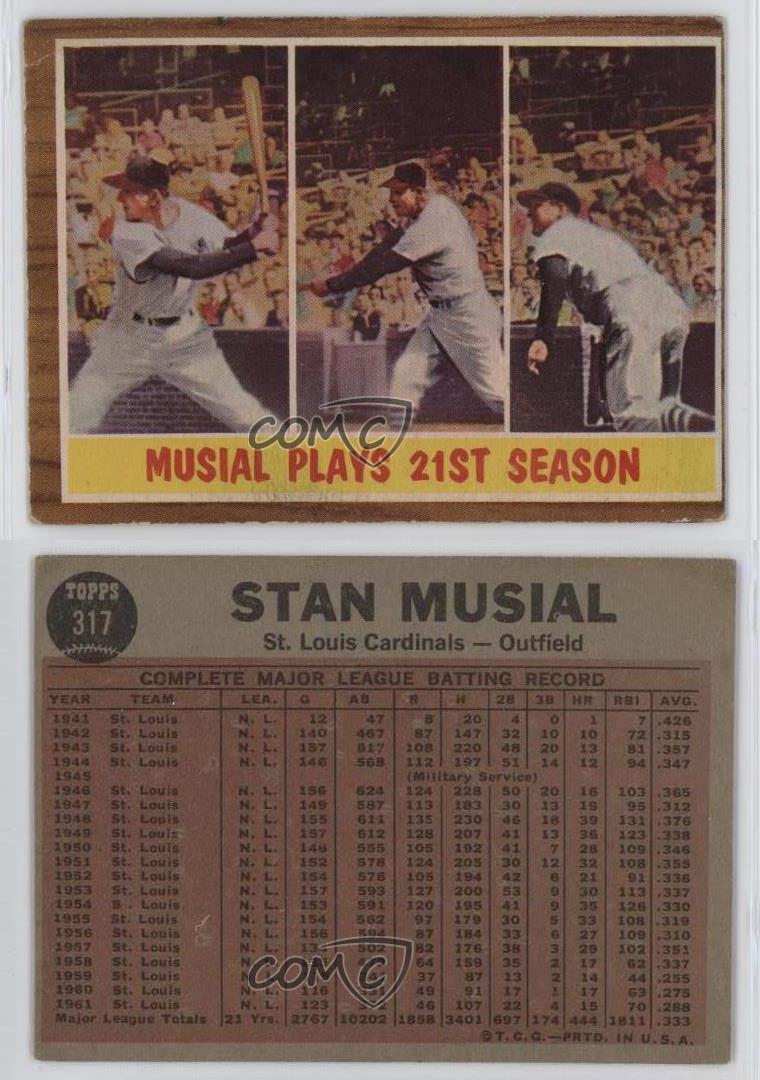 COMC
MUSIAL PLAYS 21ST SEASON
TOPPS
317
STAN MUSIAL
St. Louis Cardinals — Outfield
COMPLETE MAJOR LEAGUE BATTING RECORD
YEAR TEAM LEA. G AB R H 2B 3B HR RBI AVG.
1941 St. Louis N. L. 12 47 8 20 4 0 1 7 .426
1942 St. Louis N. L. 140 467 87 147 32 10 10 72 .315
1943 St. Louis N. L. 157 617 108 220 48 20 13 81 .357
1944 St. Louis N. L. 146 568 112 197 51 14 12 94 .347
1945 (Military Service)
1946 St. Louis N. L. 156 624 124 228 50 20 16 103 .365
1947 St. Louis N. L. 149 587 113 183 30 13 19 95 .312
1948 St. Louis N. L. 155 611 135 230 46 18 39 131 .376
1949 St. Louis N. L. 157 612 128 207 41 13 36 123 .338
1950 St. Louis N. L. 146 555 105 192 41 7 28 109 .346
1951 St. Louis N. L. 152 578 124 205 30 12 32 108 .355
1952 St. Louis N. L. 154 578 105 194 42 6 21 91 .336
1953 St. Louis N. L. 157 593 127 200 53 9 30 113 .337
1954 S . Louis N. L. 153 591 120 195 41 9 35 126 .330
1955 St. Louis N. L. 154 562 97 179 30 5 33 108 .319
1956 St. Louis N. L. 156 594 87 184 33 6 27 109 .310
1957 St. Louis N. L. 502 82 176 38 3 29 102 .351
1958 St. Louis N. L. 64 159 35 2 17 62 .337
1959 St. Louis N. L. 37 87 13 2 14 44 .255
1960 St. Louis N. L. 116 49 91 17 1 17 63 .275
1961 St. Louis N. L. 123 46 107 22 4 15 70 .288
Major League Totals 21 Yrs. 2767 10202 1858 3401 697 174 444 1811 .333
COMC
©T.C.G.—PRTD. IN U.S.A.